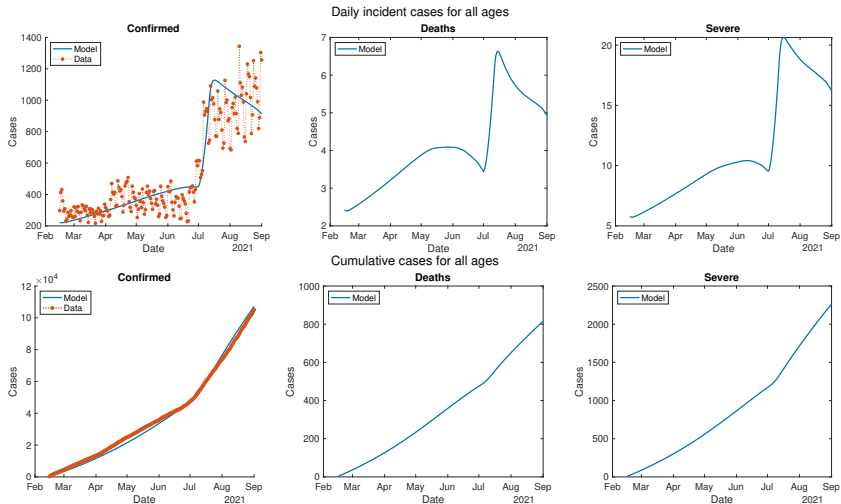 Daily incident cases for all ages
Confirmed
Model
Data
Cases
1400
1200
1000
800
600
400
200
Feb Mar Apr May Jun Jul Aug Sep
Date
2021
Deaths
Model
Cases
7
6
5
4
3
2
Feb Mar Apr May Jun Jul Aug Sep
Date
2021
Severe
Model
Cases
20
15
10
5
Feb Mar Apr May Jun Jul Aug Sep
Date
2021
Cumulative cases for all ages
Confirmed
×10⁴
Model
Data
Cases
12
10
8
6
4
2
0
Feb Mar Apr May Jun Jul Aug Sep
Date
2021
Deaths
Model
Cases
1000
800
600
400
200
0
Feb Mar Apr May Jun Jul Aug Sep
Date
2021
Severe
Model
Cases
2500
2000
1500
1000
500
0
Feb Mar Apr May Jun Jul Aug Sep
Date
2021